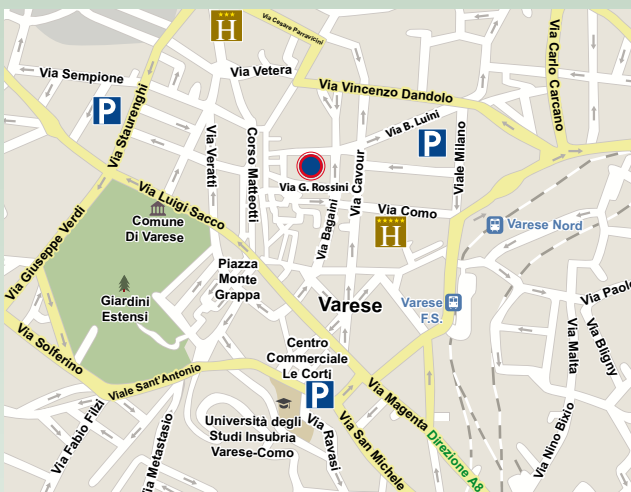 H
Via Cesare Parravicini
Via Sempione
Via Vetera
Via Carlo Carcano
Via Staurenghi
Via Vincenzo Dandolo
P
Via B. Luini
P
Via Veratti
Corso Matteotti
Via Cavour
Viale Milano
Via G. Rossini
Via Luigi Sacco
Comune
Di Varese
Via Giuseppe Verdi
Via Bagaini
Via Como
H
Varese Nord
Piazza
Monte
Grappa
Giardini
Estensi
Varese
Varese
F.S.
Via Paolo
Via Solferino
Centro
Commerciale
Le Corti
P
Via Malta
Via Bligny
Viale Sant'Antonio
Via Magenta
Direzione A8
Via Fabio Filzi
Via Metastasio
Università degli
Studi Insubria
Varese-Como
Via Ravasi
Via San Michele
Via Nino Bixio